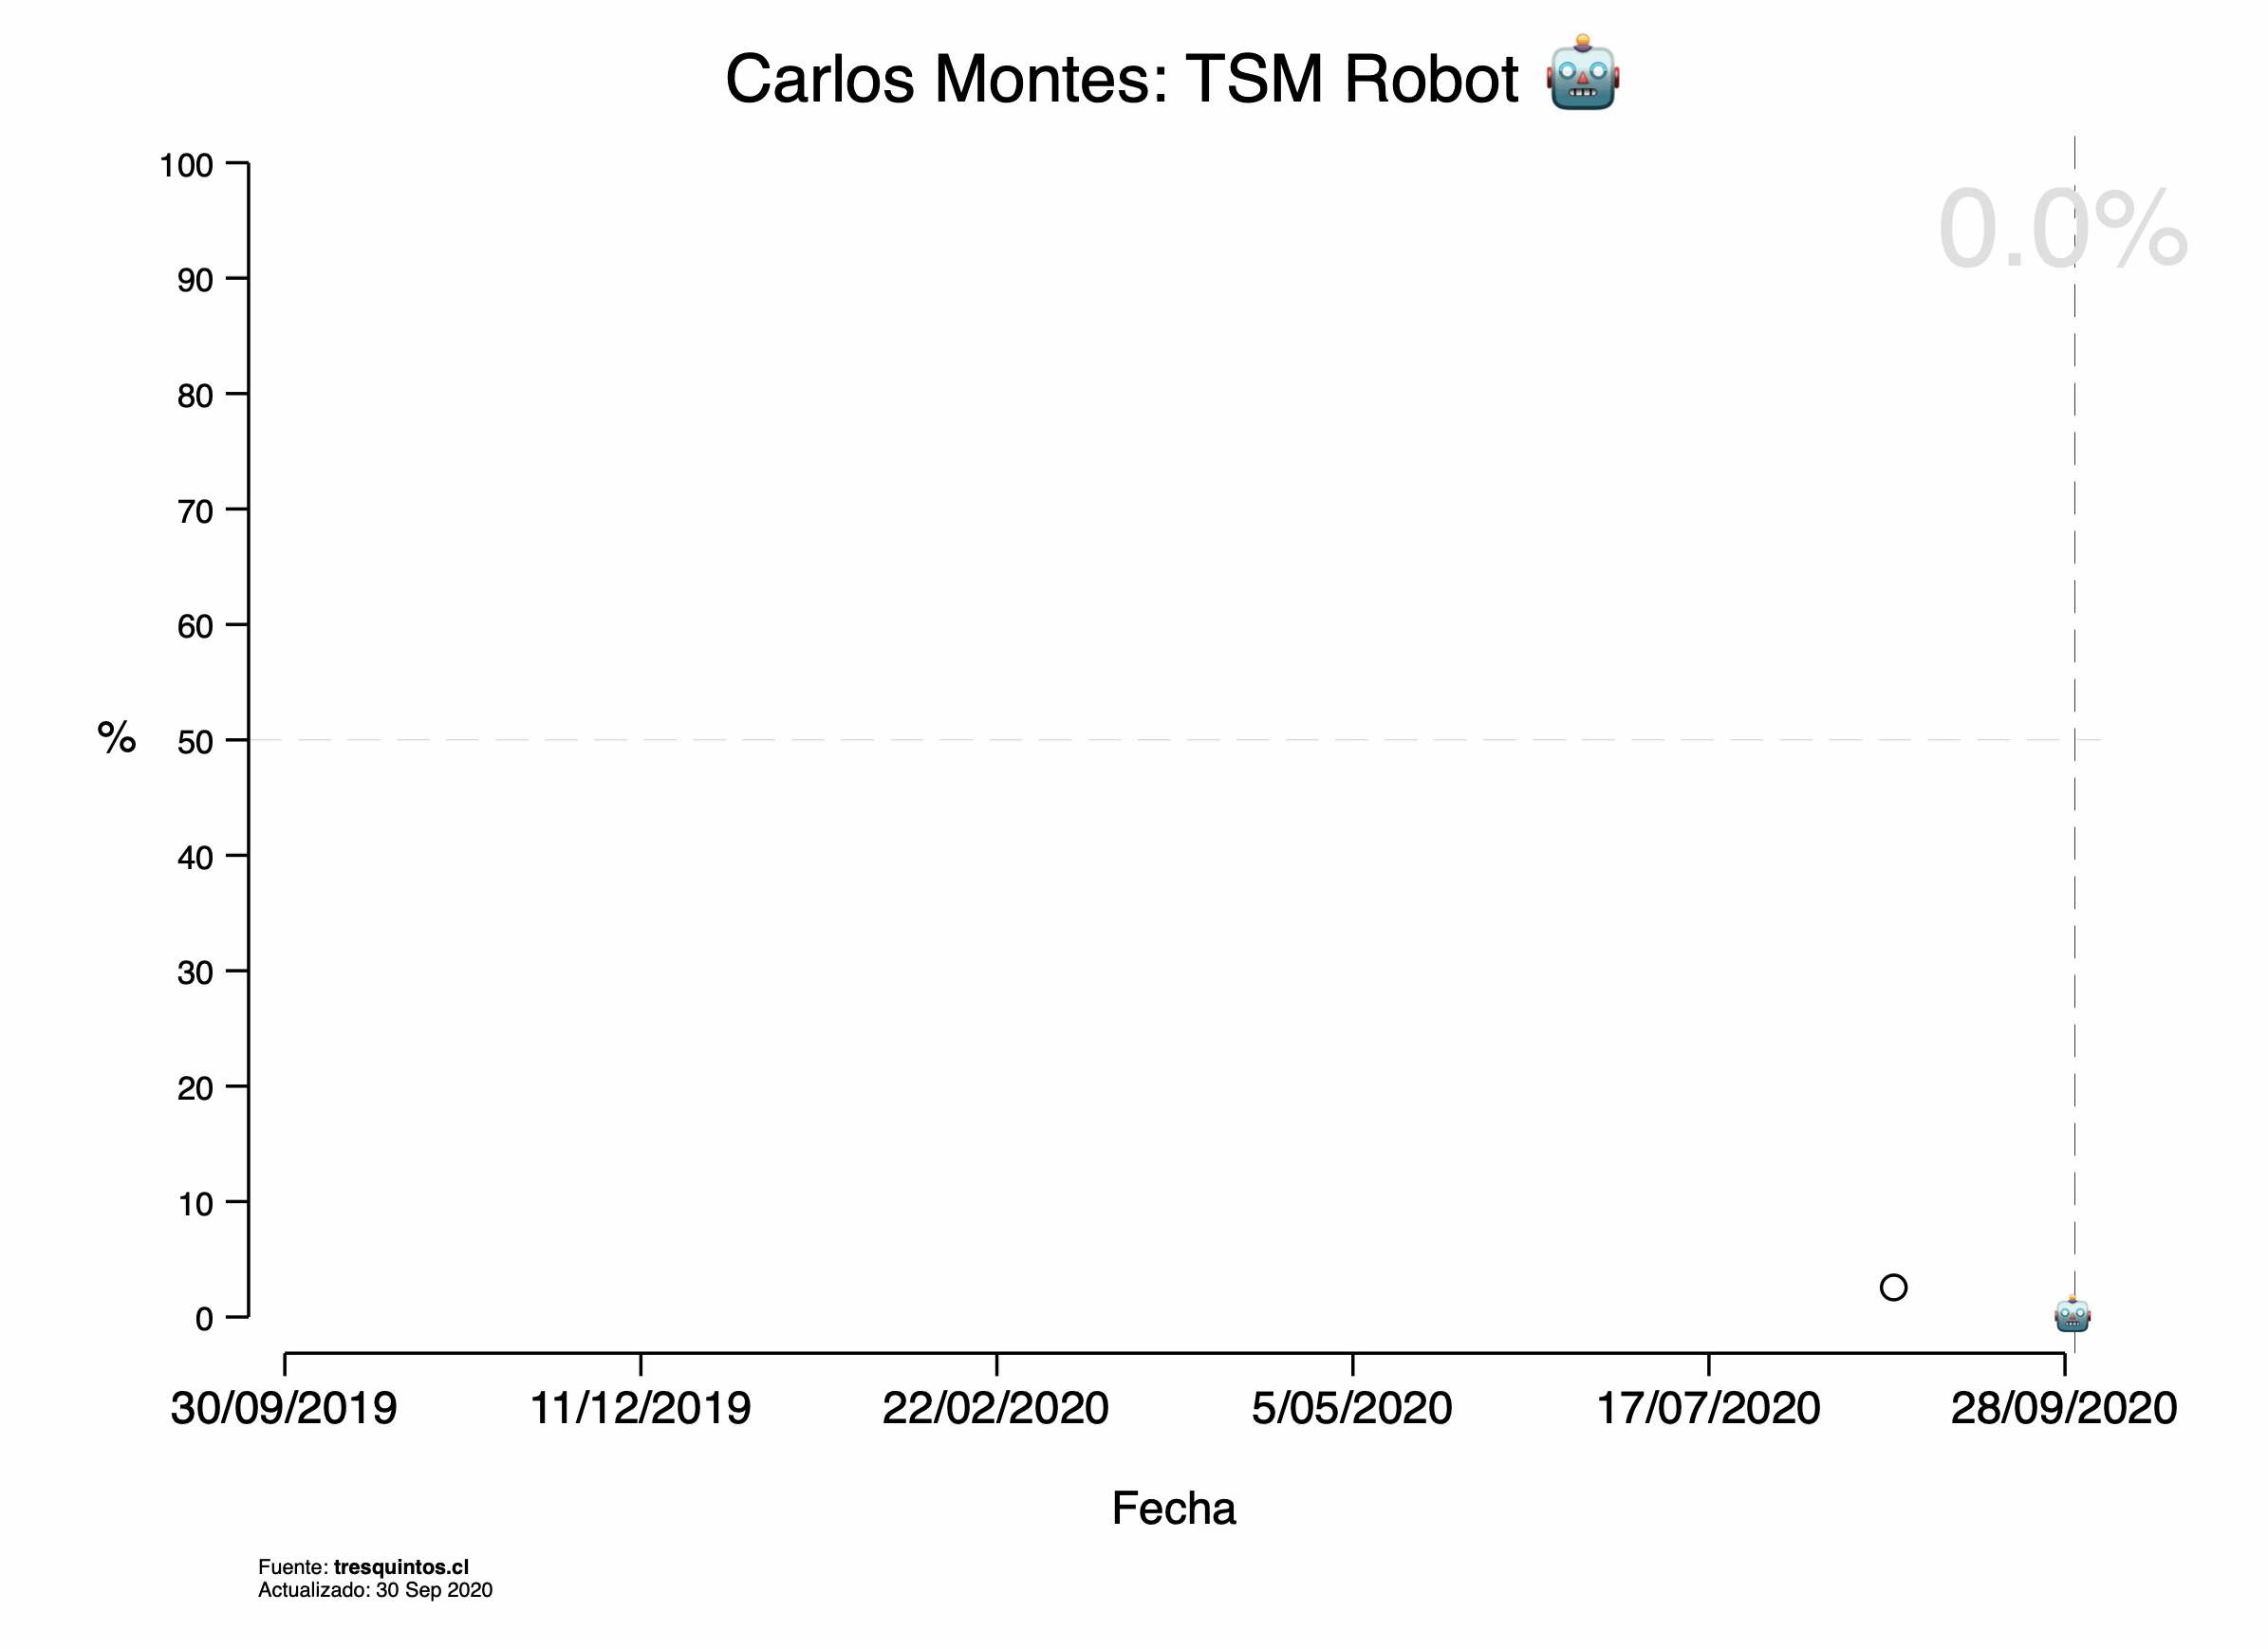 Carlos Montes: TSM Robot 🤖
0.0%
100
90
80
70
60
% 50
40
30
20
10
0
30/09/2019 11/12/2019 22/02/2020 5/05/2020 17/07/2020 28/09/2020
Fecha
Fuente: tresquintos.cl
Actualizado: 30 Sep 2020